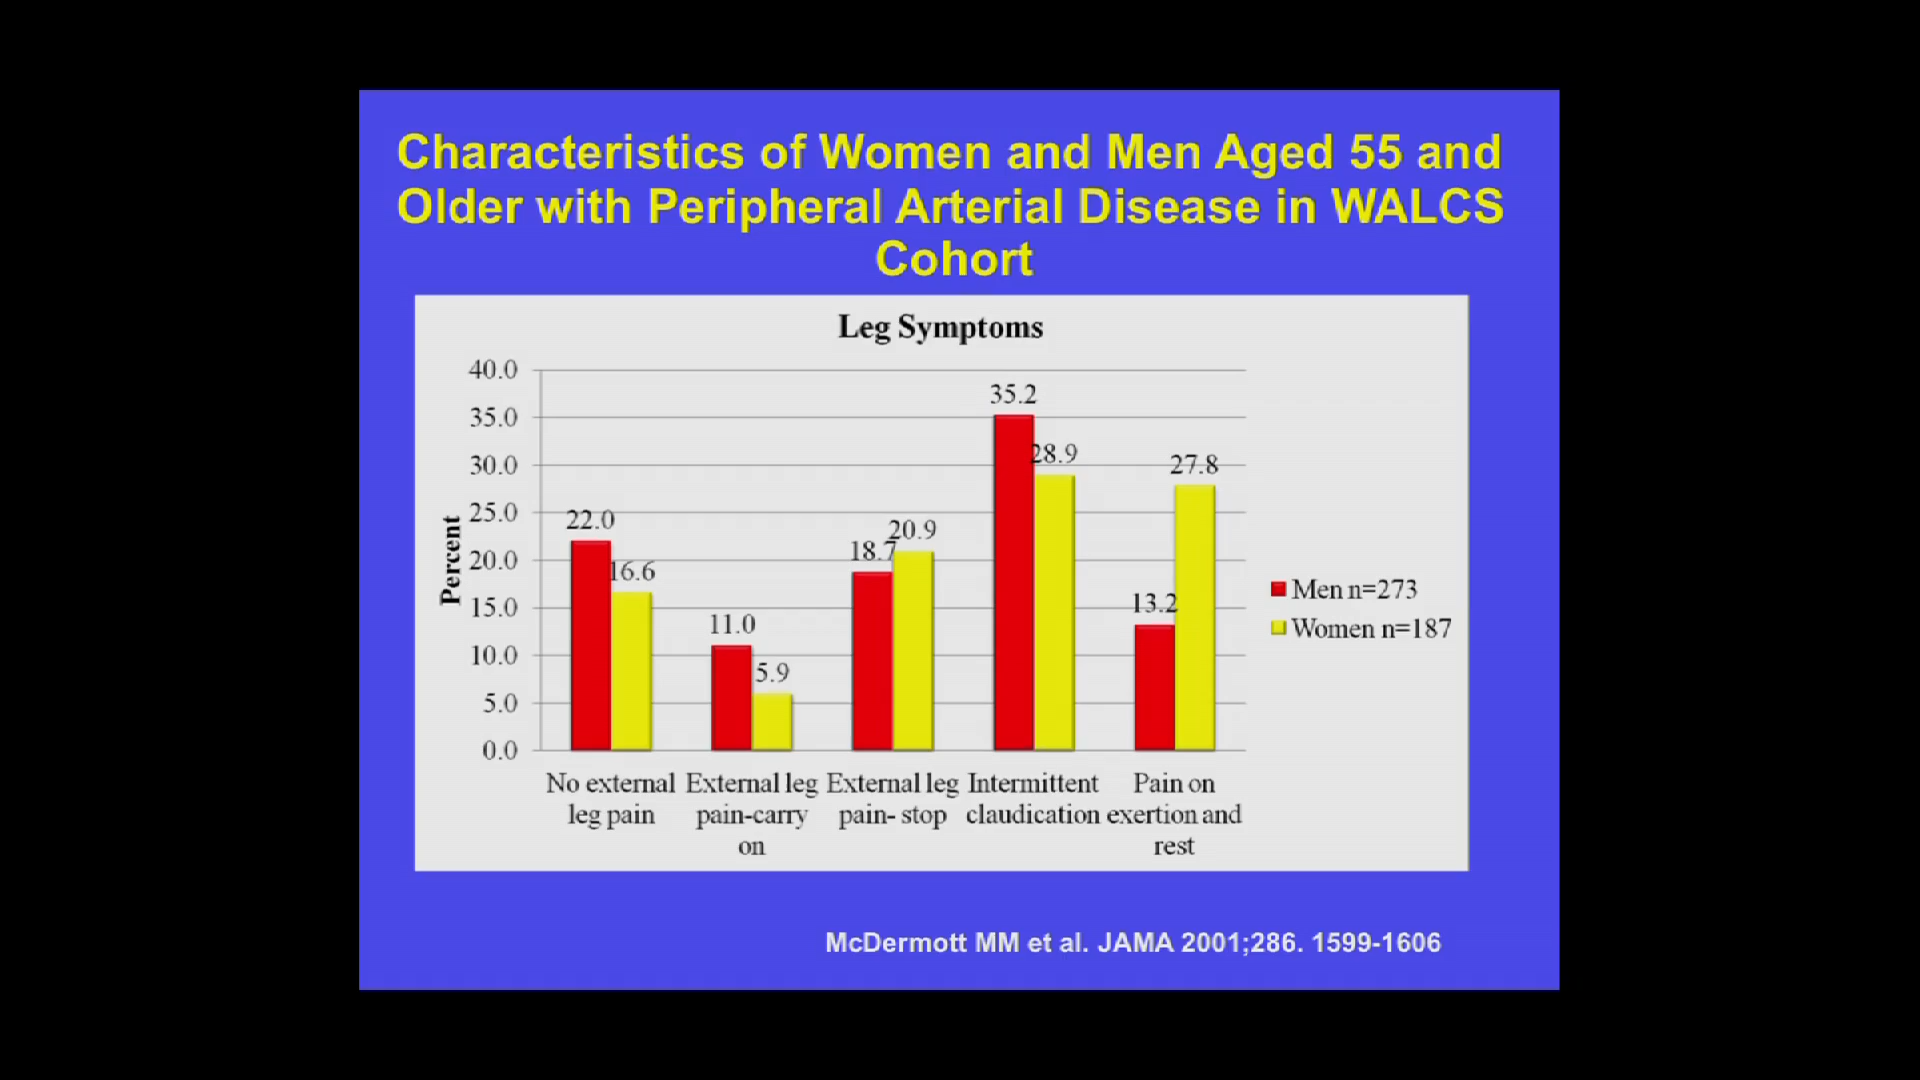 Characteristics of Women and Men Aged 55 and
Older with Peripheral Arterial Disease in WALCS
Cohort
Leg Symptoms
40.0
35.0
30.0
25.0
20.0
15.0
10.0
5.0
0.0
Percent
22.0
16.6
11.0
5.9
18.7
20.9
35.2
28.9
13.2
27.8
No external
leg pain
External leg
pain-carry
on
External leg
pain- stop
Intermittent
claudication
Pain on
exertion and
rest
Men n=273
Women n=187
McDermott MM et al. JAMA 2001;286. 1599-1606